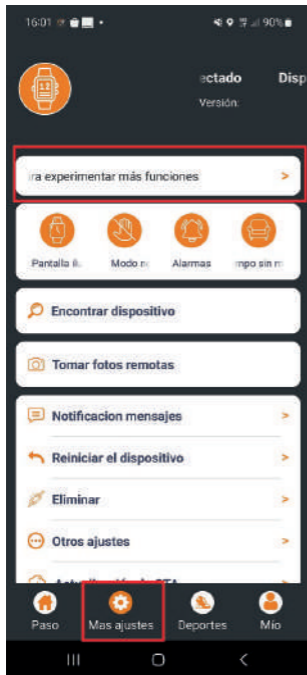 16:01 90%
ectado Disp
Versión:
ra experimentar más funciones >
Pantalla il. Modo n Alarmas mpo sin m
Encontrar dispositivo
Tomar fotos remotas
Notificacion mensajes >
Reiniciar el dispositivo >
Eliminar >
Otros ajustes >
Paso Mas ajustes Deportes Mio